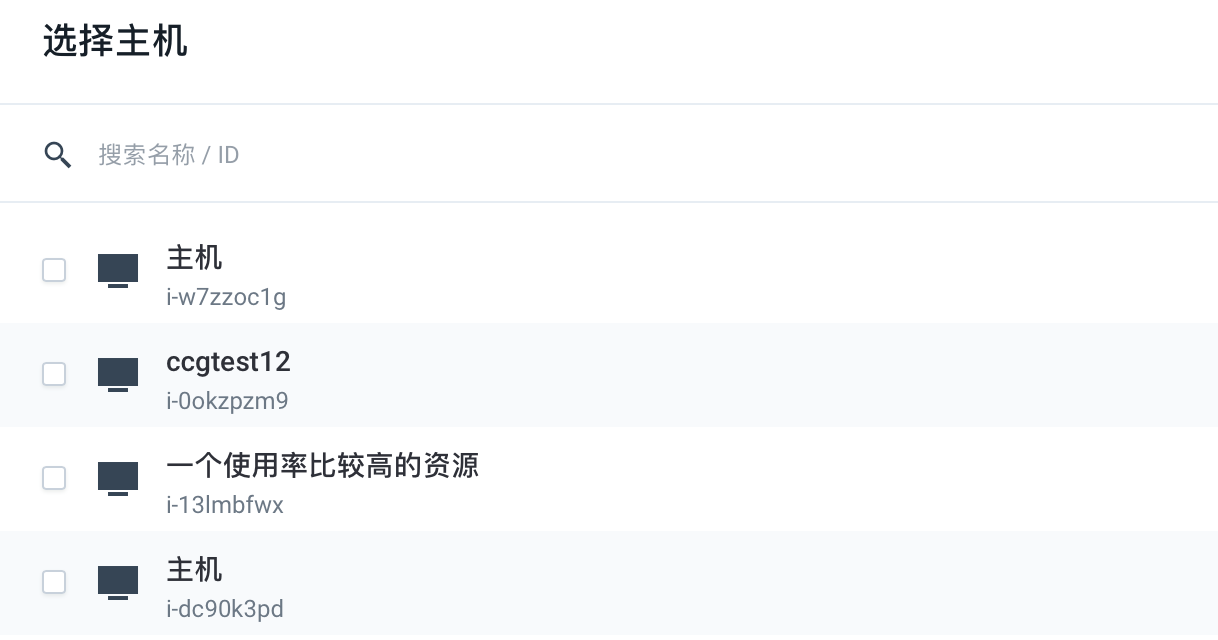 选择主机
搜索名称 / ID
主机
i-w7zzoc1g
ccgtest12
i-0okzpzm9
一个使用率比较高的资源
i-13lmbfwx
主机
i-dc90k3pd